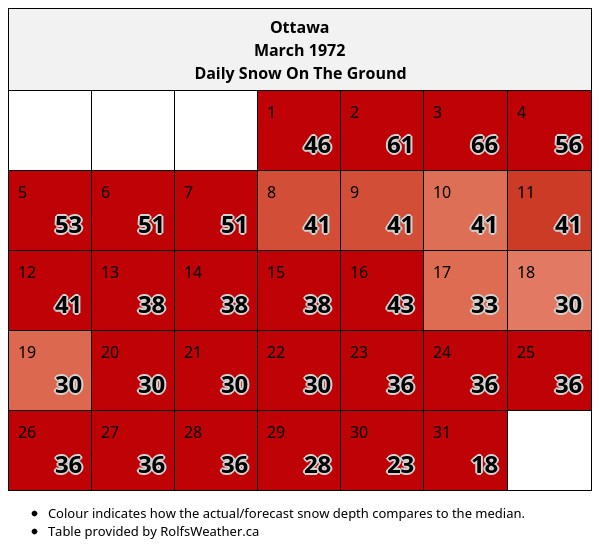 Ottawa
March 1972
Daily Snow On The Ground
1 2 3 4
46 61 66 56
5 6 7 8 9 10 11
53 51 51 41 41 41 41
12 13 14 15 16 17 18
41 38 38 38 43 33 30
19 20 21 22 23 24 25
30 30 30 30 36 36 36
26 27 28 29 30 31
36 36 36 28 23 18
• Colour indicates how the actual/forecast snow depth compares to the median.
• Table provided by RolfsWeather.ca